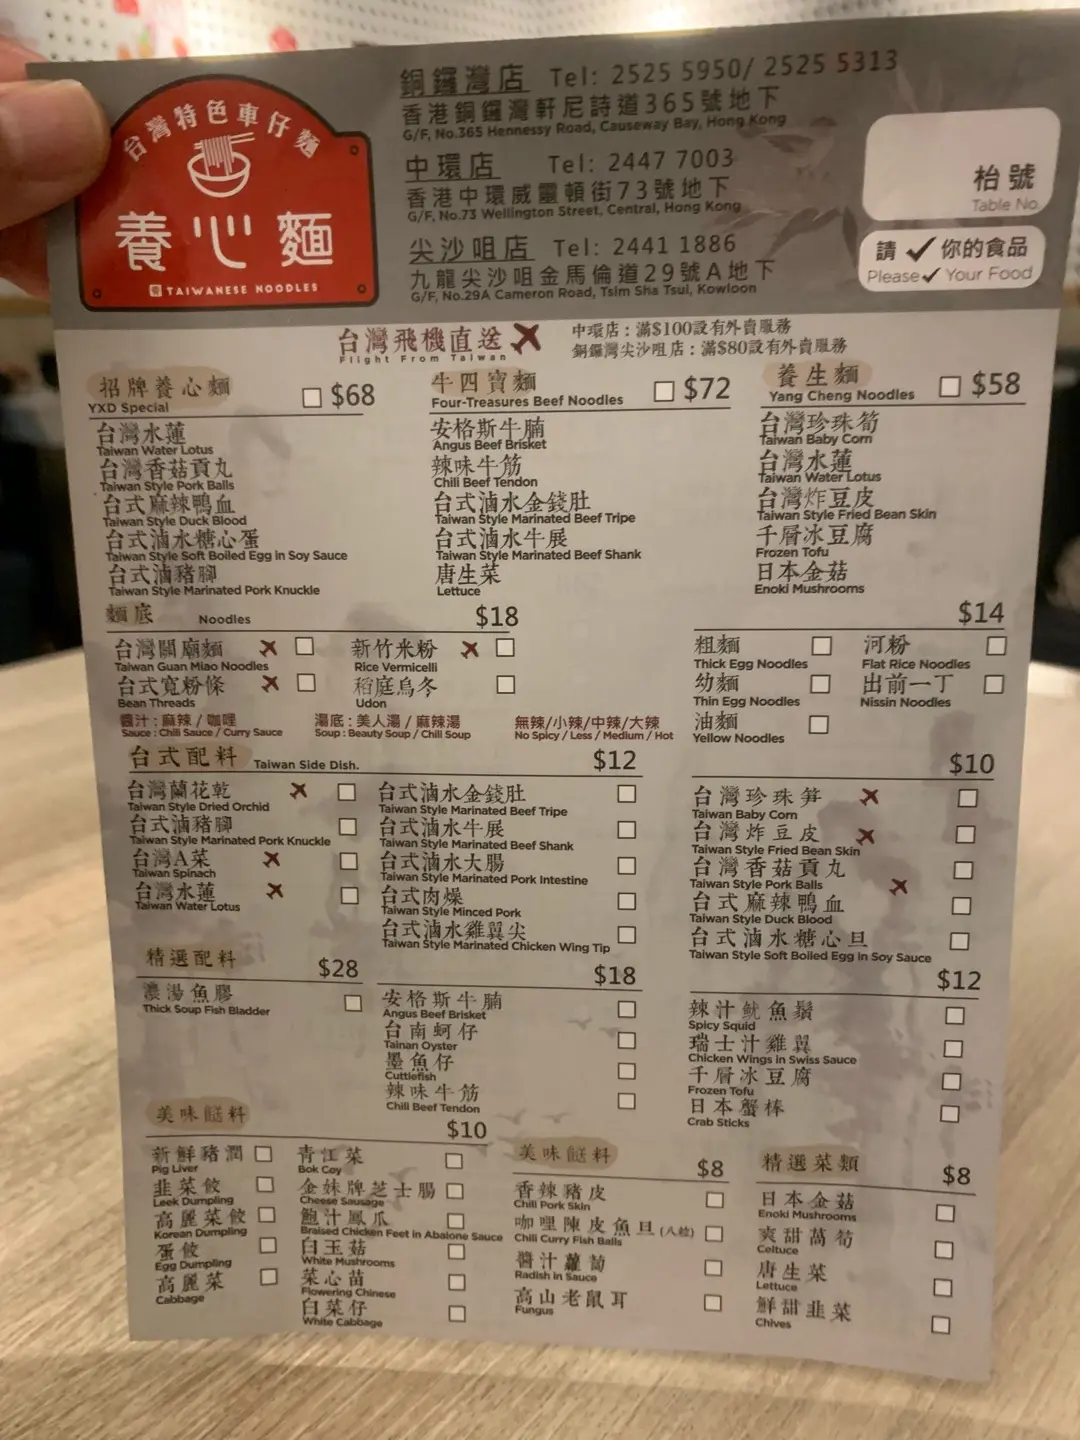 台灣特色車仔麵
養心麵
TAIWANESE NOODLES
銅鑼灣店 Tel: 2525 5950/ 2525 5313
香港銅鑼灣軒尼詩道365號地下
G/F, No.365 Hennessy Road, Causeway Bay, Hong Kong
中環店 Tel: 2447 7003
香港中環威靈頓街73號地下
G/F, No.73 Wellington Street, Central, Hong Kong
尖沙咀店 Tel: 2441 1886
九龍尖沙咀金馬倫道29號A地下
G/F, No.29A Cameron Road, Tsim Sha Tsui, Kowloon
枱號
Table No.
請✓你的食品
Please✓Your Food
台灣飛機直送
Flight From Taiwan
中環店：滿$100設有外賣服務
銅鑼灣尖沙咀店：滿$80設有外賣服務
招牌養心麵 $68
YXD Special
台灣水蓮
Taiwan Water Lotus
台灣香菇貢丸
Taiwan Style Pork Balls
台式麻辣鴨血
Taiwan Style Duck Blood
台式滷水糖心蛋
Taiwan Style Soft Boiled Egg in Soy Sauce
台式滷豬腳
Taiwan Style Marinated Pork Knuckle
牛四寶麵 $72
Four-Treasures Beef Noodles
安格斯牛腩
Angus Beef Brisket
辣味牛筋
Chili Beef Tendon
台式滷水金錢肚
Taiwan Style Marinated Beef Tripe
台式滷水牛展
Taiwan Style Marinated Beef Shank
唐生菜
Lettuce
養生麵 $58
Yang Cheng Noodles
台灣珍珠筍
Taiwan Baby Corn
台灣水蓮
Taiwan Water Lotus
台灣炸豆皮
Taiwan Style Fried Bean Skin
千層冰豆腐
Frozen Tofu
日本金菇
Enoki Mushrooms
麵底 Noodles $18
台灣關廟麵
Taiwan Guan Miao Noodles
新竹米粉
Rice Vermicelli
台式寬粉條
Bean Threads
稻庭烏冬
Udon
$14
粗麵
Thick Egg Noodles
河粉
Flat Rice Noodles
幼麵
Thin Egg Noodles
出前一丁
Nissin Noodles
油麵
Yellow Noodles
醬汁：麻辣 / 咖哩
Sauce : Chili Sauce / Curry Sauce
湯底：美人湯 / 麻辣湯
Soup : Beauty Soup / Chill Soup
無辣/小辣/中辣/大辣
No Spicy / Less / Medium / Hot
台式配料 Taiwan Side Dish. $12
台灣蘭花乾
Taiwan Style Dried Orchid
台式滷豬腳
Taiwan Style Marinated Pork Knuckle
台灣A菜
Taiwan Spinach
台灣水蓮
Taiwan Water Lotus
台式滷水金錢肚
Taiwan Style Marinated Beef Tripe
台式滷水牛展
Taiwan Style Marinated Beef Shank
台式滷水大腸
Taiwan Style Marinated Pork Intestine
台式肉燥
Taiwan Style Minced Pork
台式滷水雞翼尖
Taiwan Style Marinated Chicken Wing Tip
$10
台灣珍珠笋
Taiwan Baby Corn
台灣炸豆皮
Taiwan Style Fried Bean Skin
台灣香菇貢丸
Taiwan Style Pork Balls
台式麻辣鴨血
Taiwan Style Duck Blood
台式滷水糖心旦
Taiwan Style Soft Boiled Egg in Soy Sauce
精選配料 $28
濃湯魚膠
Thick Soup Fish Bladder
$18
安格斯牛腩
Angus Beef Brisket
台南蚵仔
Tainan Oyster
墨魚仔
Cuttlefish
辣味牛筋
Chili Beef Tendon
$12
辣汁魷魚鬚
Spicy Squid
瑞士汁雞翼
Chicken Wings in Swiss Sauce
千層冰豆腐
Frozen Tofu
日本蟹棒
Crab Sticks
美味餸料 $10
新鮮豬潤
Pig Liver
韭菜餃
Leek Dumpling
高麗菜餃
Korean Dumpling
蛋餃
Egg Dumpling
高麗菜
Cabbage
青江菜
Bok Coy
金妹牌芝士腸
Cheese Sausage
鮑汁鳳爪
Braised Chicken Feet in Abalone Sauce
白玉菇
White Mushrooms
菜心苗
Flowering Chinese
白菜仔
White Cabbage
美味餸料 $8
香辣豬皮
Chili Pork Skin
咖哩陳皮魚旦(八粒)
Chili Curry Fish Balls
醬汁蘿蔔
Radish in Sauce
高山老鼠耳
Fungus
精選菜類 $8
日本金菇
Enoki Mushrooms
爽甜萵筍
Celtuce
唐生菜
Lettuce
鮮甜韭菜
Chives